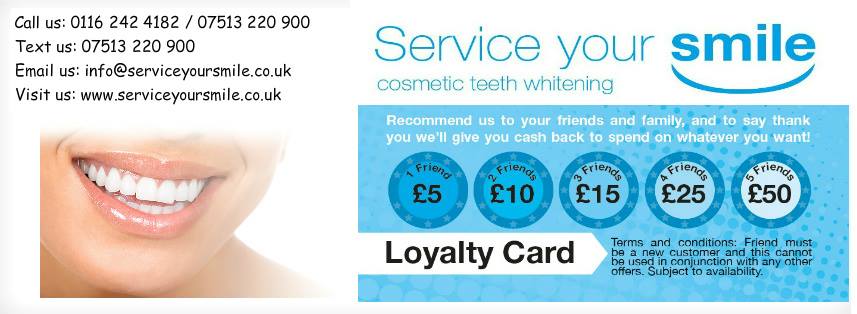 Call us: 0116 242 4182 / 07513 220 900
Text us: 07513 220 900
Email us: info@serviceyoursmile.co.uk
Visit us: www.serviceyoursmile.co.uk
Service your smile
cosmetic teeth whitening
Recommend us to your friends and family, and to say thank
you we'll give you cash back to spend on whatever you want!
1 Friend
£5
2 Friends
£10
3 Friends
£15
4 Friends
£25
5 Friends
£50
Loyalty Card
Terms and conditions: Friend must
be a new customer and this cannot
be used in conjunction with any other
offers. Subject to availability.